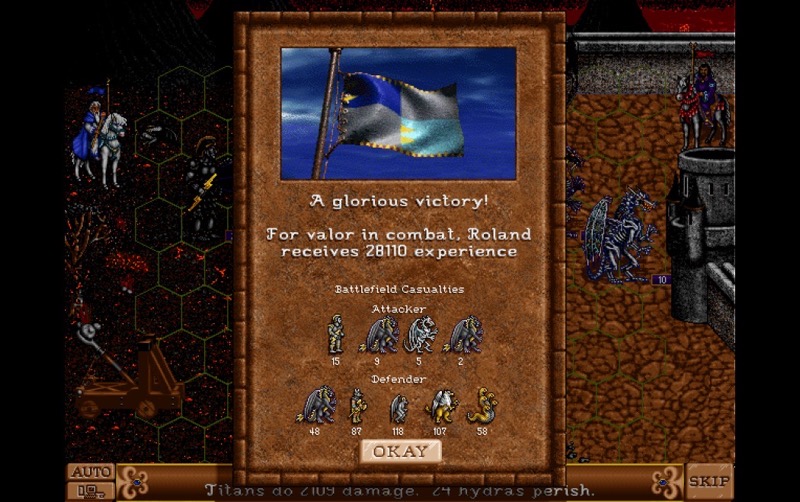 A glorious victory!
For valor in combat, Roland
receives 28110 experience
Battlefield Casualties
Attacker
15 9 5 2
Defender
48 87 118 107 58
OKAY
10
AUTO
Titans do 2109 damage. 24 hydras perish.
SKIP